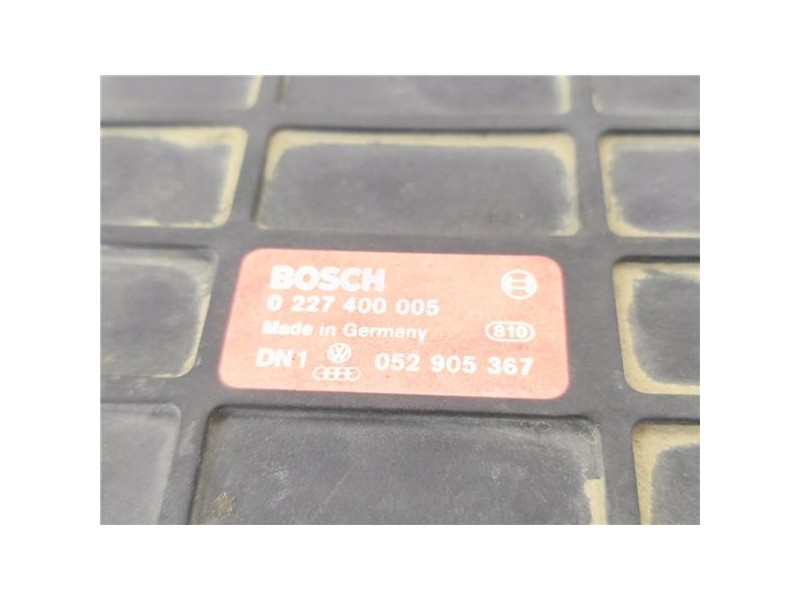 BOSCH
0 227 400 005
Made in Germany 810
DN1 052 905 367